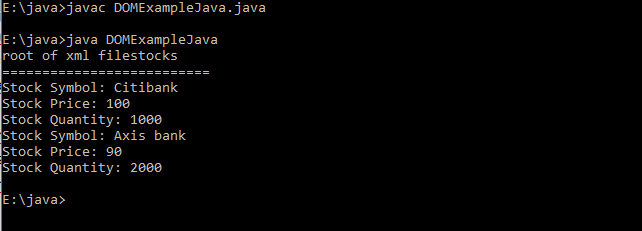 E:\java>javac DOMExampleJava.java
E:\java>java DOMExampleJava
root of xml filestocks
==========================
Stock Symbol: Citibank
Stock Price: 100
Stock Quantity: 1000
Stock Symbol: Axis bank
Stock Price: 90
Stock Quantity: 2000
E:\java>